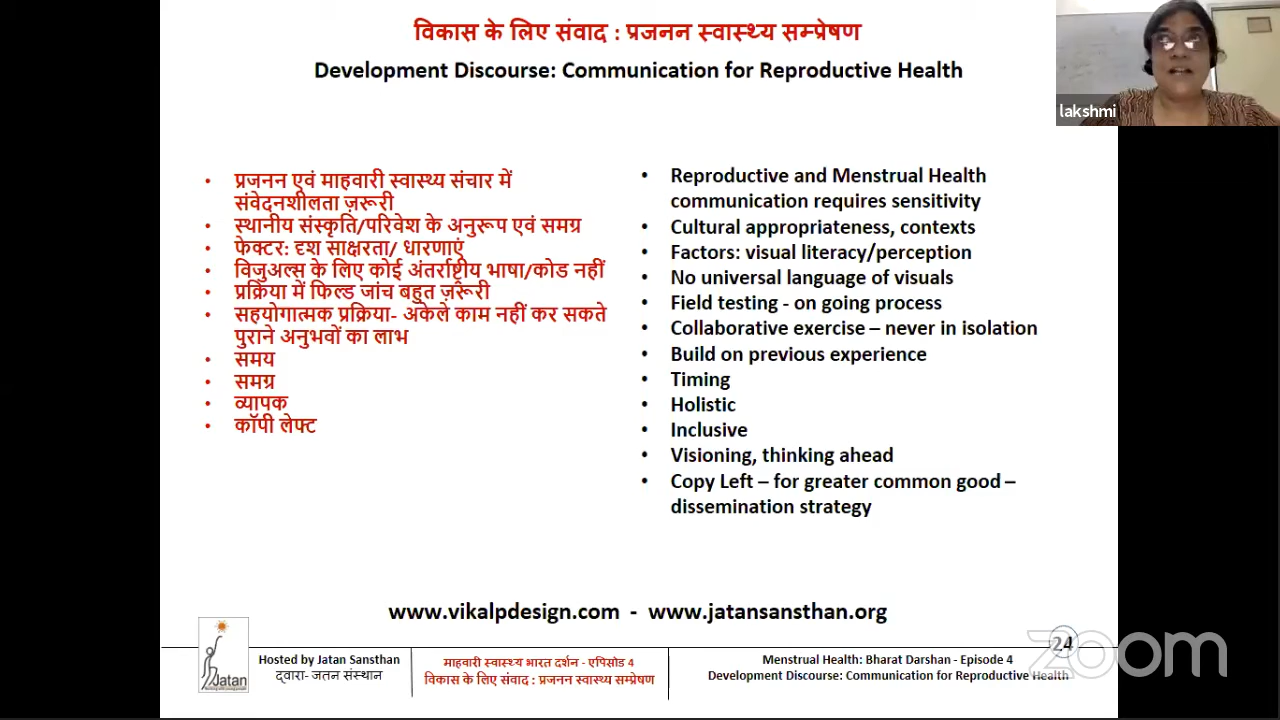 विकास के लिए संवाद : प्रजनन स्वास्थ्य सम्प्रेषण
Development Discourse: Communication for Reproductive Health
lakshmi
• प्रजनन एवं माहवारी स्वास्थ्य संचार में
संवेदनशीलता ज़रूरी
• स्थानीय संस्कृति/परिवेश के अनुरूप एवं समग्र
• फेक्टर: दृश साक्षरता/ धारणाएं
• विजुअल्स के लिए कोई अंतर्राष्ट्रीय भाषा/कोड नहीं
• प्रक्रिया में फिल्ड जांच बहुत ज़रूरी
• सहयोगात्मक प्रक्रिया- अकेले काम नहीं कर सकते
पुराने अनुभवों का लाभ
• समय
• समग्र
• व्यापक
• कॉपी लेफ्ट
• Reproductive and Menstrual Health
communication requires sensitivity
• Cultural appropriateness, contexts
• Factors: visual literacy/perception
• No universal language of visuals
• Field testing - on going process
• Collaborative exercise – never in isolation
• Build on previous experience
• Timing
• Holistic
• Inclusive
• Visioning, thinking ahead
• Copy Left – for greater common good –
dissemination strategy
www.vikalpdesign.com - www.jatansansthan.org
Jatan
Hosted by Jatan Sansthan
द्वारा- जतन संस्थान
माहवारी स्वास्थ्य भारत दर्शन - एपिसोड 4
विकास के लिए संवाद : प्रजनन स्वास्थ्य सम्प्रेषण
24
zoom
Menstrual Health: Bharat Darshan - Episode 4
Development Discourse: Communication for Reproductive Health